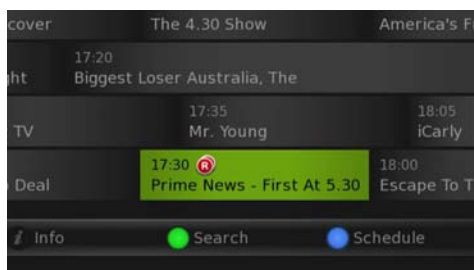 cover The 4.30 Show America's F
17:20
ght Biggest Loser Australia, The
17:35 18:05
TV Mr. Young iCarly
17:30 R 18:00
Deal Prime News - First At 5.30 Escape To T
i Info Search Schedule